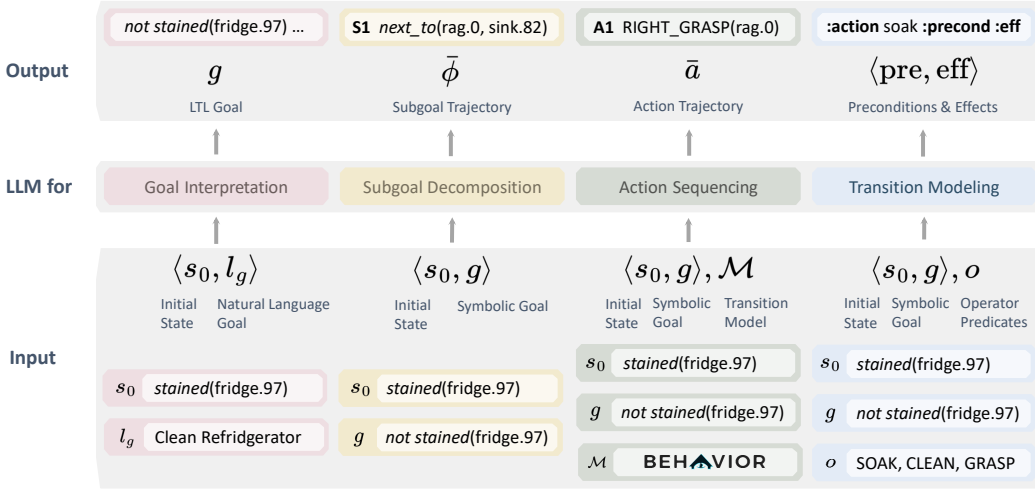 not stained(fridge.97) ...
S1 next_to(rag.0, sink.82)
A1 RIGHT_GRASP(rag.0)
:action soak :precond :eff
Output
g
ϕ̄
ā
⟨pre, eff⟩
LTL Goal
Subgoal Trajectory
Action Trajectory
Preconditions & Effects
LLM for
Goal Interpretation
Subgoal Decomposition
Action Sequencing
Transition Modeling
Input
⟨s₀, l_g⟩
Initial State
Natural Language Goal
s₀ stained(fridge.97)
l_g Clean Refridgerator
⟨s₀, g⟩
Initial State
Symbolic Goal
s₀ stained(fridge.97)
g not stained(fridge.97)
⟨s₀, g⟩, ℳ
Initial State
Symbolic Goal
Transition Model
s₀ stained(fridge.97)
g not stained(fridge.97)
ℳ BEHAVIOR
⟨s₀, g⟩, o
Initial State
Symbolic Goal
Operator Predicates
s₀ stained(fridge.97)
g not stained(fridge.97)
o SOAK, CLEAN, GRASP